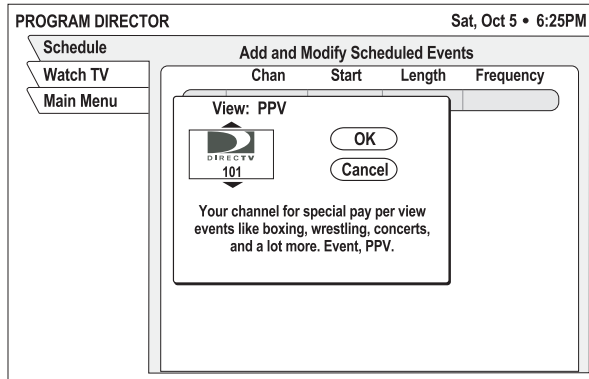 PROGRAM DIRECTOR Sat, Oct 5 • 6:25PM
Schedule
Watch TV
Main Menu
Add and Modify Scheduled Events
Chan Start Length Frequency
View: PPV
DIRECTV
101
OK
Cancel
Your channel for special pay per view
events like boxing, wrestling, concerts,
and a lot more. Event, PPV.